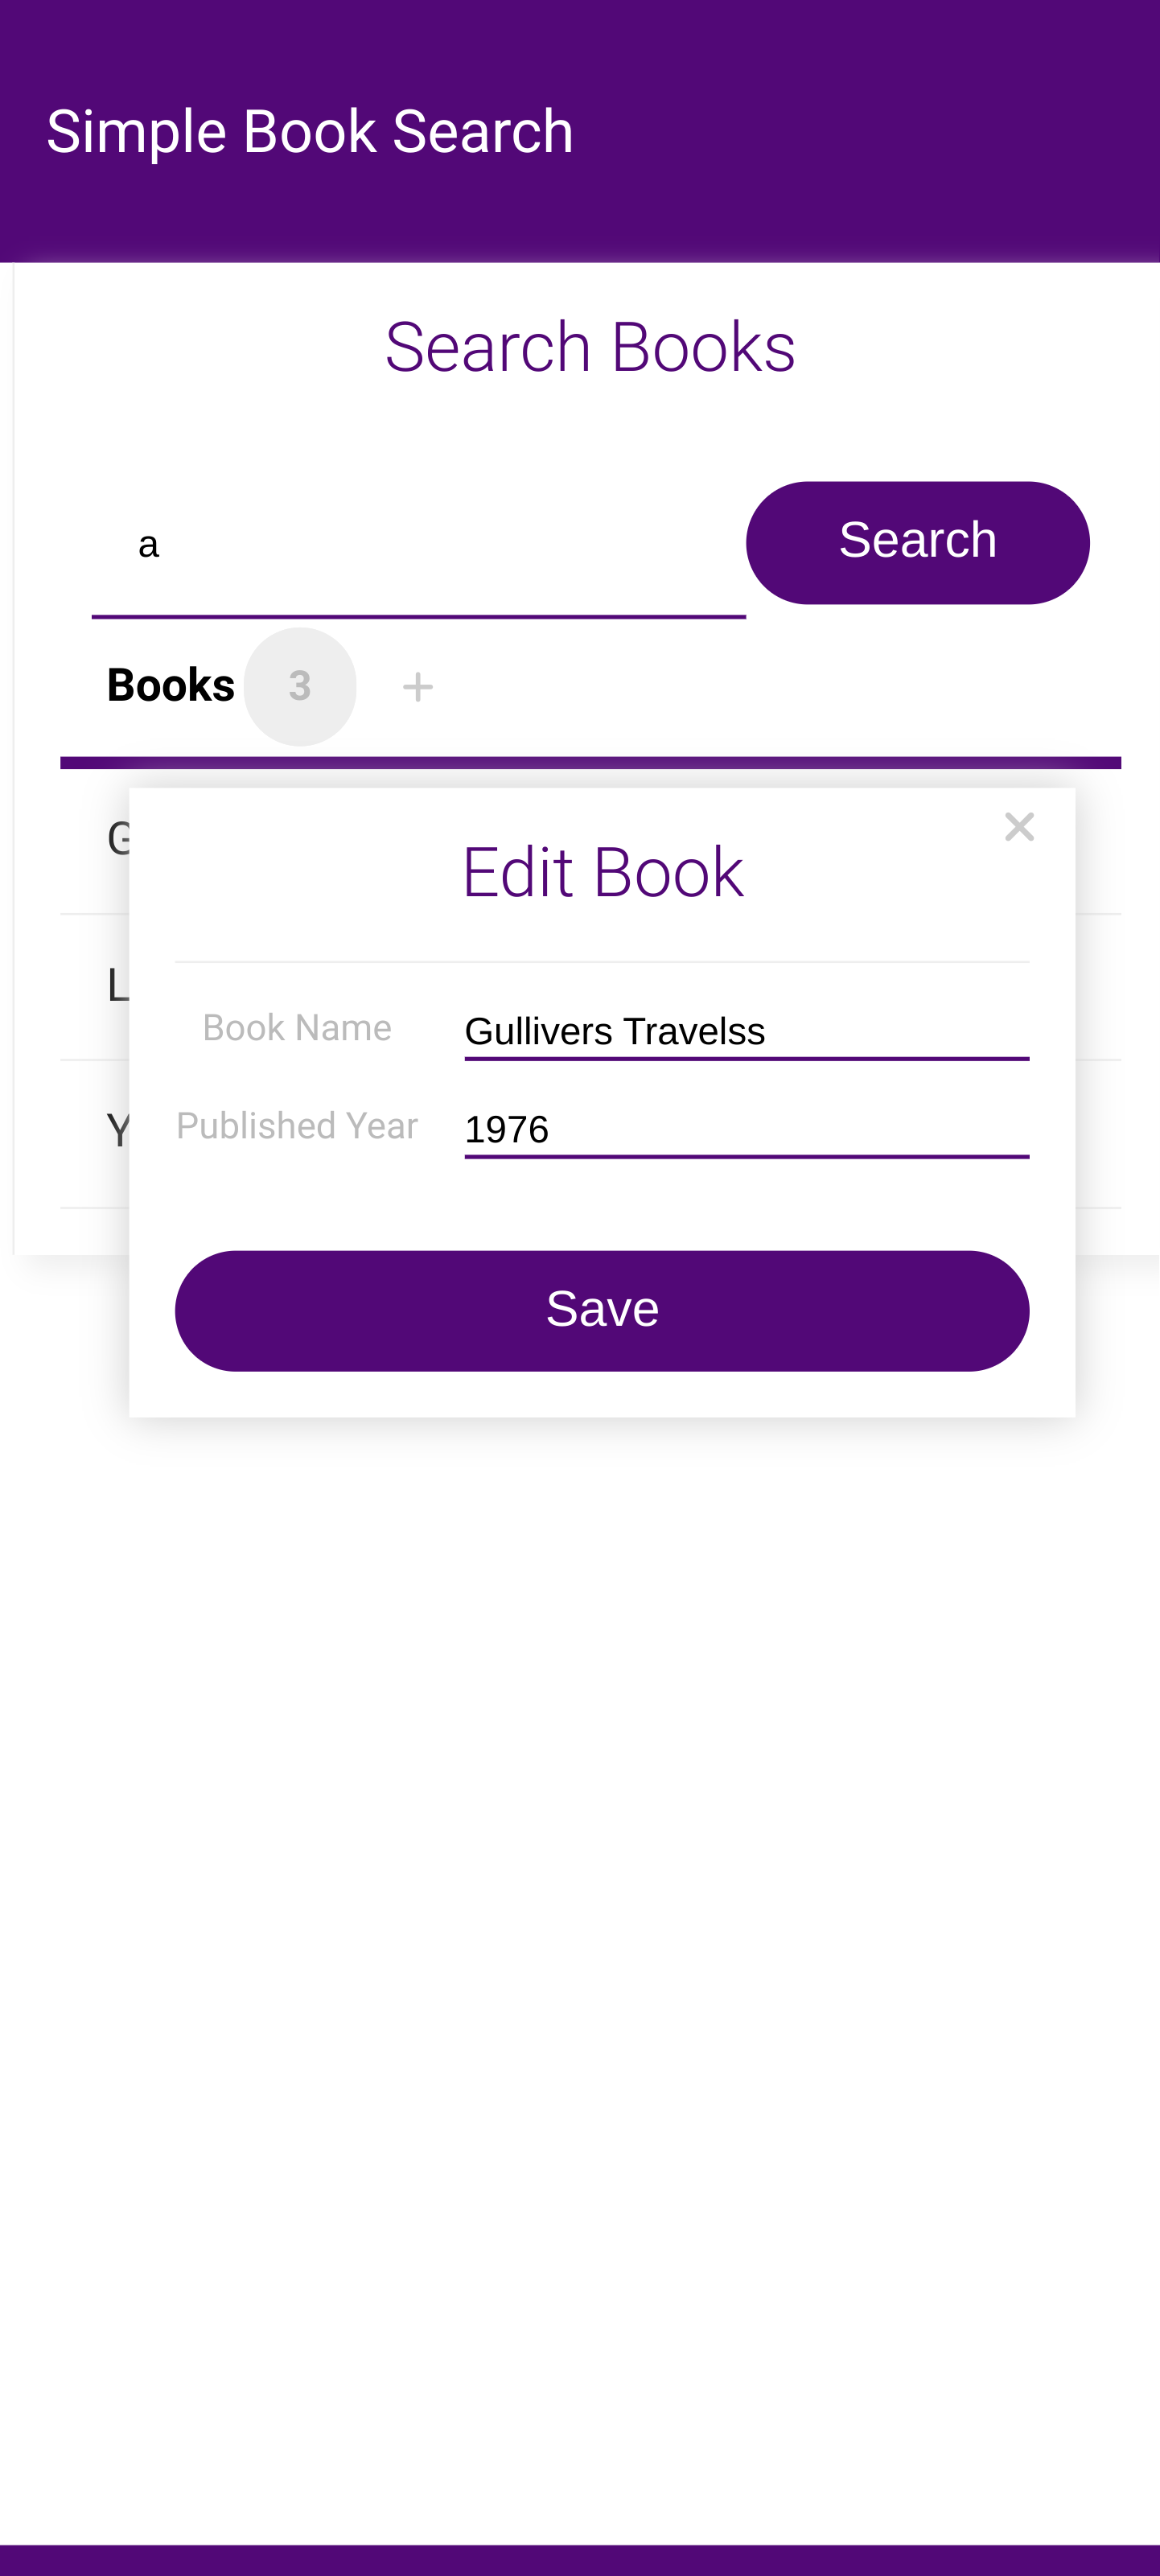 Simple Book Search
Search Books
a
Search
Books 3 +
G
L
Y
Edit Book
Book Name Gullivers Travelss
Published Year 1976
Save